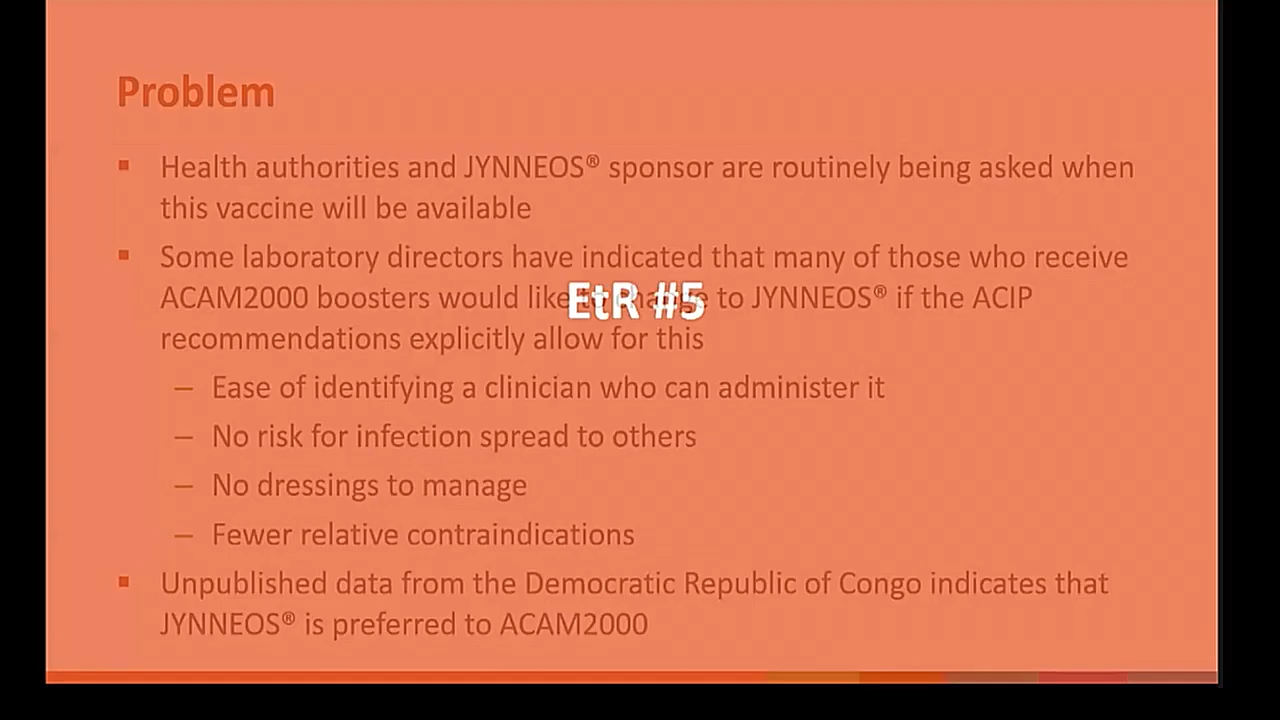 Problem
▪ Health authorities and JYNNEOS® sponsor are routinely being asked when
this vaccine will be available
▪ Some laboratory directors have indicated that many of those who receive
ACAM2000 boosters would like to change to JYNNEOS® if the ACIP
EtR #5
recommendations explicitly allow for this
– Ease of identifying a clinician who can administer it
– No risk for infection spread to others
– No dressings to manage
– Fewer relative contraindications
▪ Unpublished data from the Democratic Republic of Congo indicates that
JYNNEOS® is preferred to ACAM2000